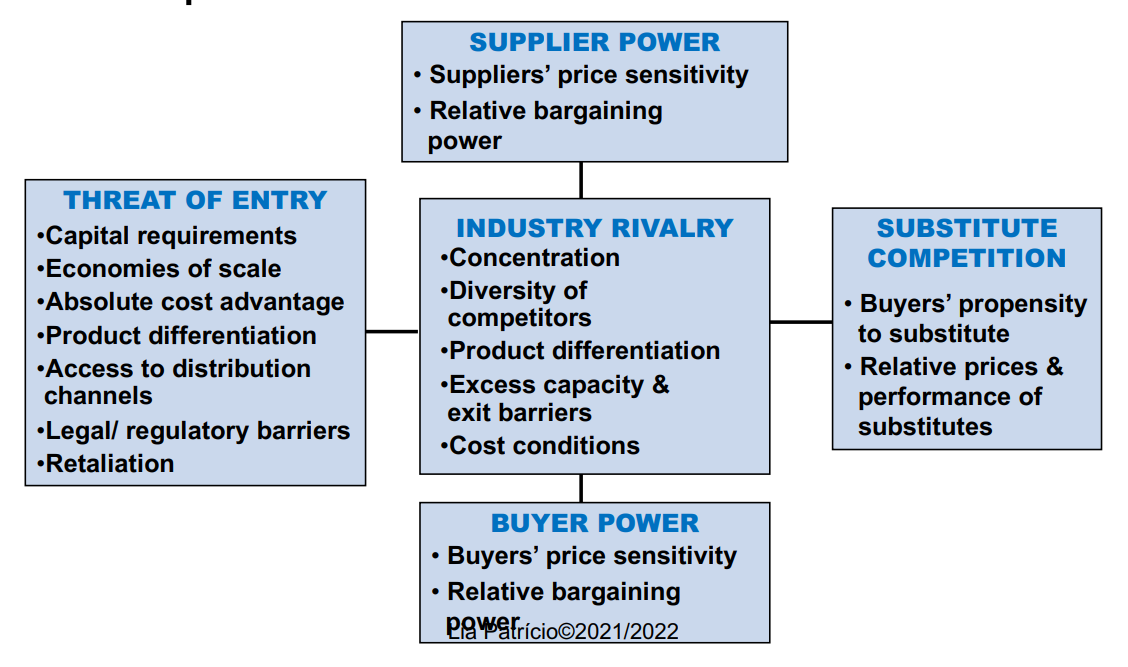 SUPPLIER POWER
• Suppliers’ price sensitivity
• Relative bargaining
power
THREAT OF ENTRY
•Capital requirements
•Economies of scale
•Absolute cost advantage
•Product differentiation
•Access to distribution
channels
•Legal/ regulatory barriers
•Retaliation
INDUSTRY RIVALRY
•Concentration
•Diversity of
competitors
•Product differentiation
•Excess capacity &
exit barriers
•Cost conditions
SUBSTITUTE
COMPETITION
• Buyers’ propensity
to substitute
• Relative prices &
performance of
substitutes
BUYER POWER
• Buyers’ price sensitivity
• Relative bargaining
power
Lia Patrício©2021/2022